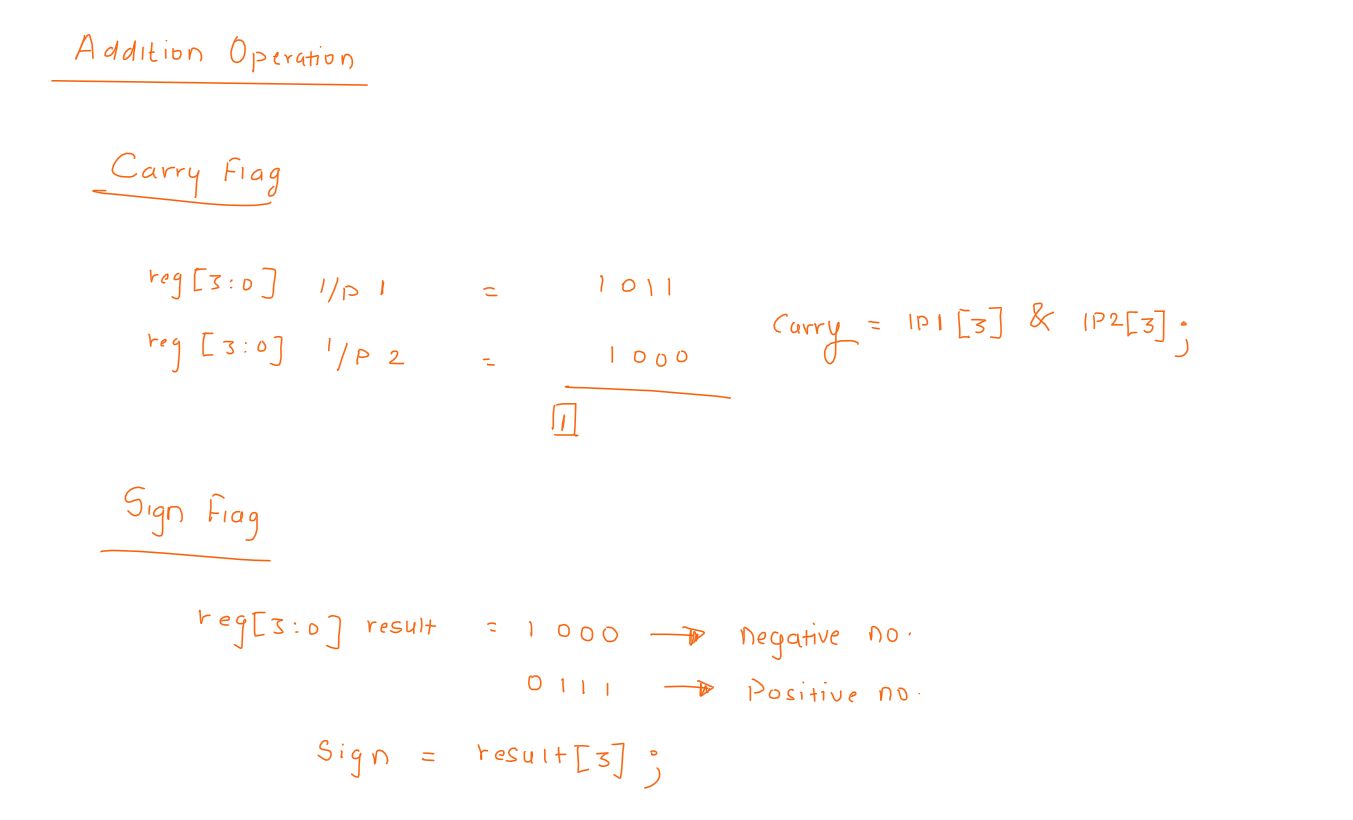 Addition Operation
Carry Flag
reg[3:0] I/P 1 = 1011
reg [3:0] I/P 2 = 1000
Carry = IP1[3] & IP2[3];
1
Sign Flag
reg[3:0] result = 1000 → negative no.
0111 → Positive no.
Sign = result[3];